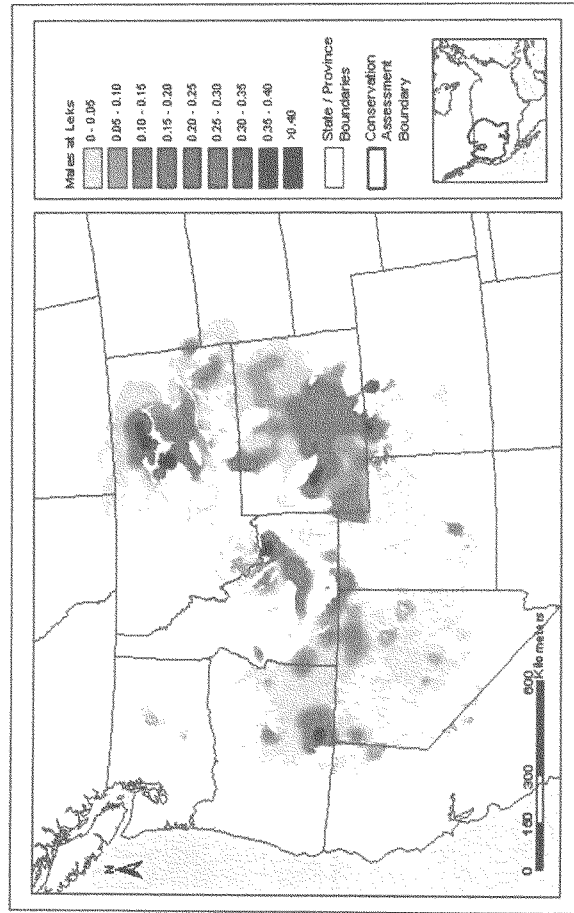 Males at Leks
0 - 0.05
0.05 - 0.10
0.10 - 0.15
0.15 - 0.20
0.20 - 0.25
0.25 - 0.30
0.30 - 0.35
0.35 - 0.40
>0.40
State / Province
Boundaries
Conservation
Assessment
Boundary
N
0 150 300 600
Kilometers